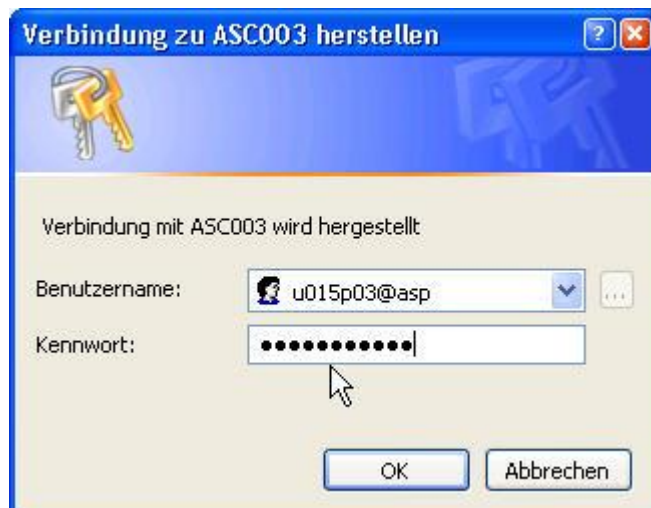 Verbindung zu ASC003 herstellen
Verbindung mit ASC003 wird hergestellt
Benutzername: u015p03@asp ...
Kennwort: ●●●●●●●●●●●
OK Abbrechen